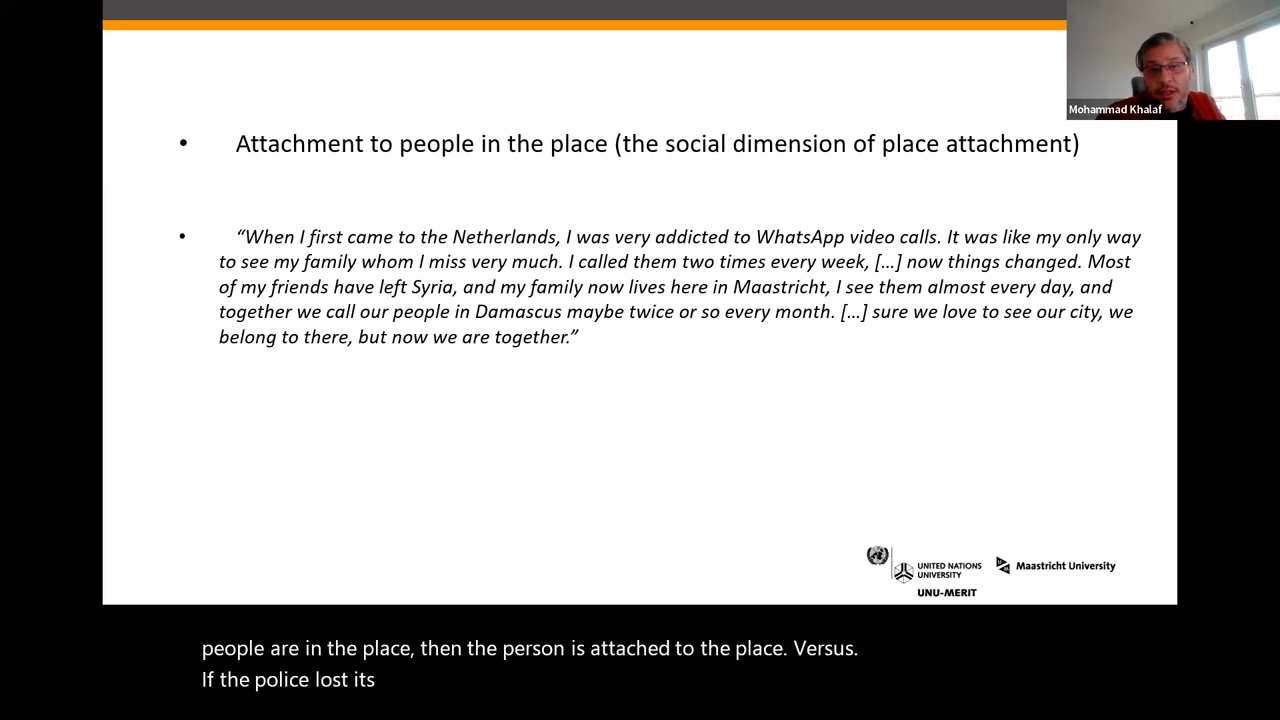 Mohammad Khalaf
• Attachment to people in the place (the social dimension of place attachment)
• “When I first came to the Netherlands, I was very addicted to WhatsApp video calls. It was like my only way
to see my family whom I miss very much. I called them two times every week, […] now things changed. Most
of my friends have left Syria, and my family now lives here in Maastricht, I see them almost every day, and
together we call our people in Damascus maybe twice or so every month. […] sure we love to see our city, we
belong to there, but now we are together.”
UNITED NATIONS
UNIVERSITY
UNU-MERIT
Maastricht University
people are in the place, then the person is attached to the place. Versus.
If the police lost its